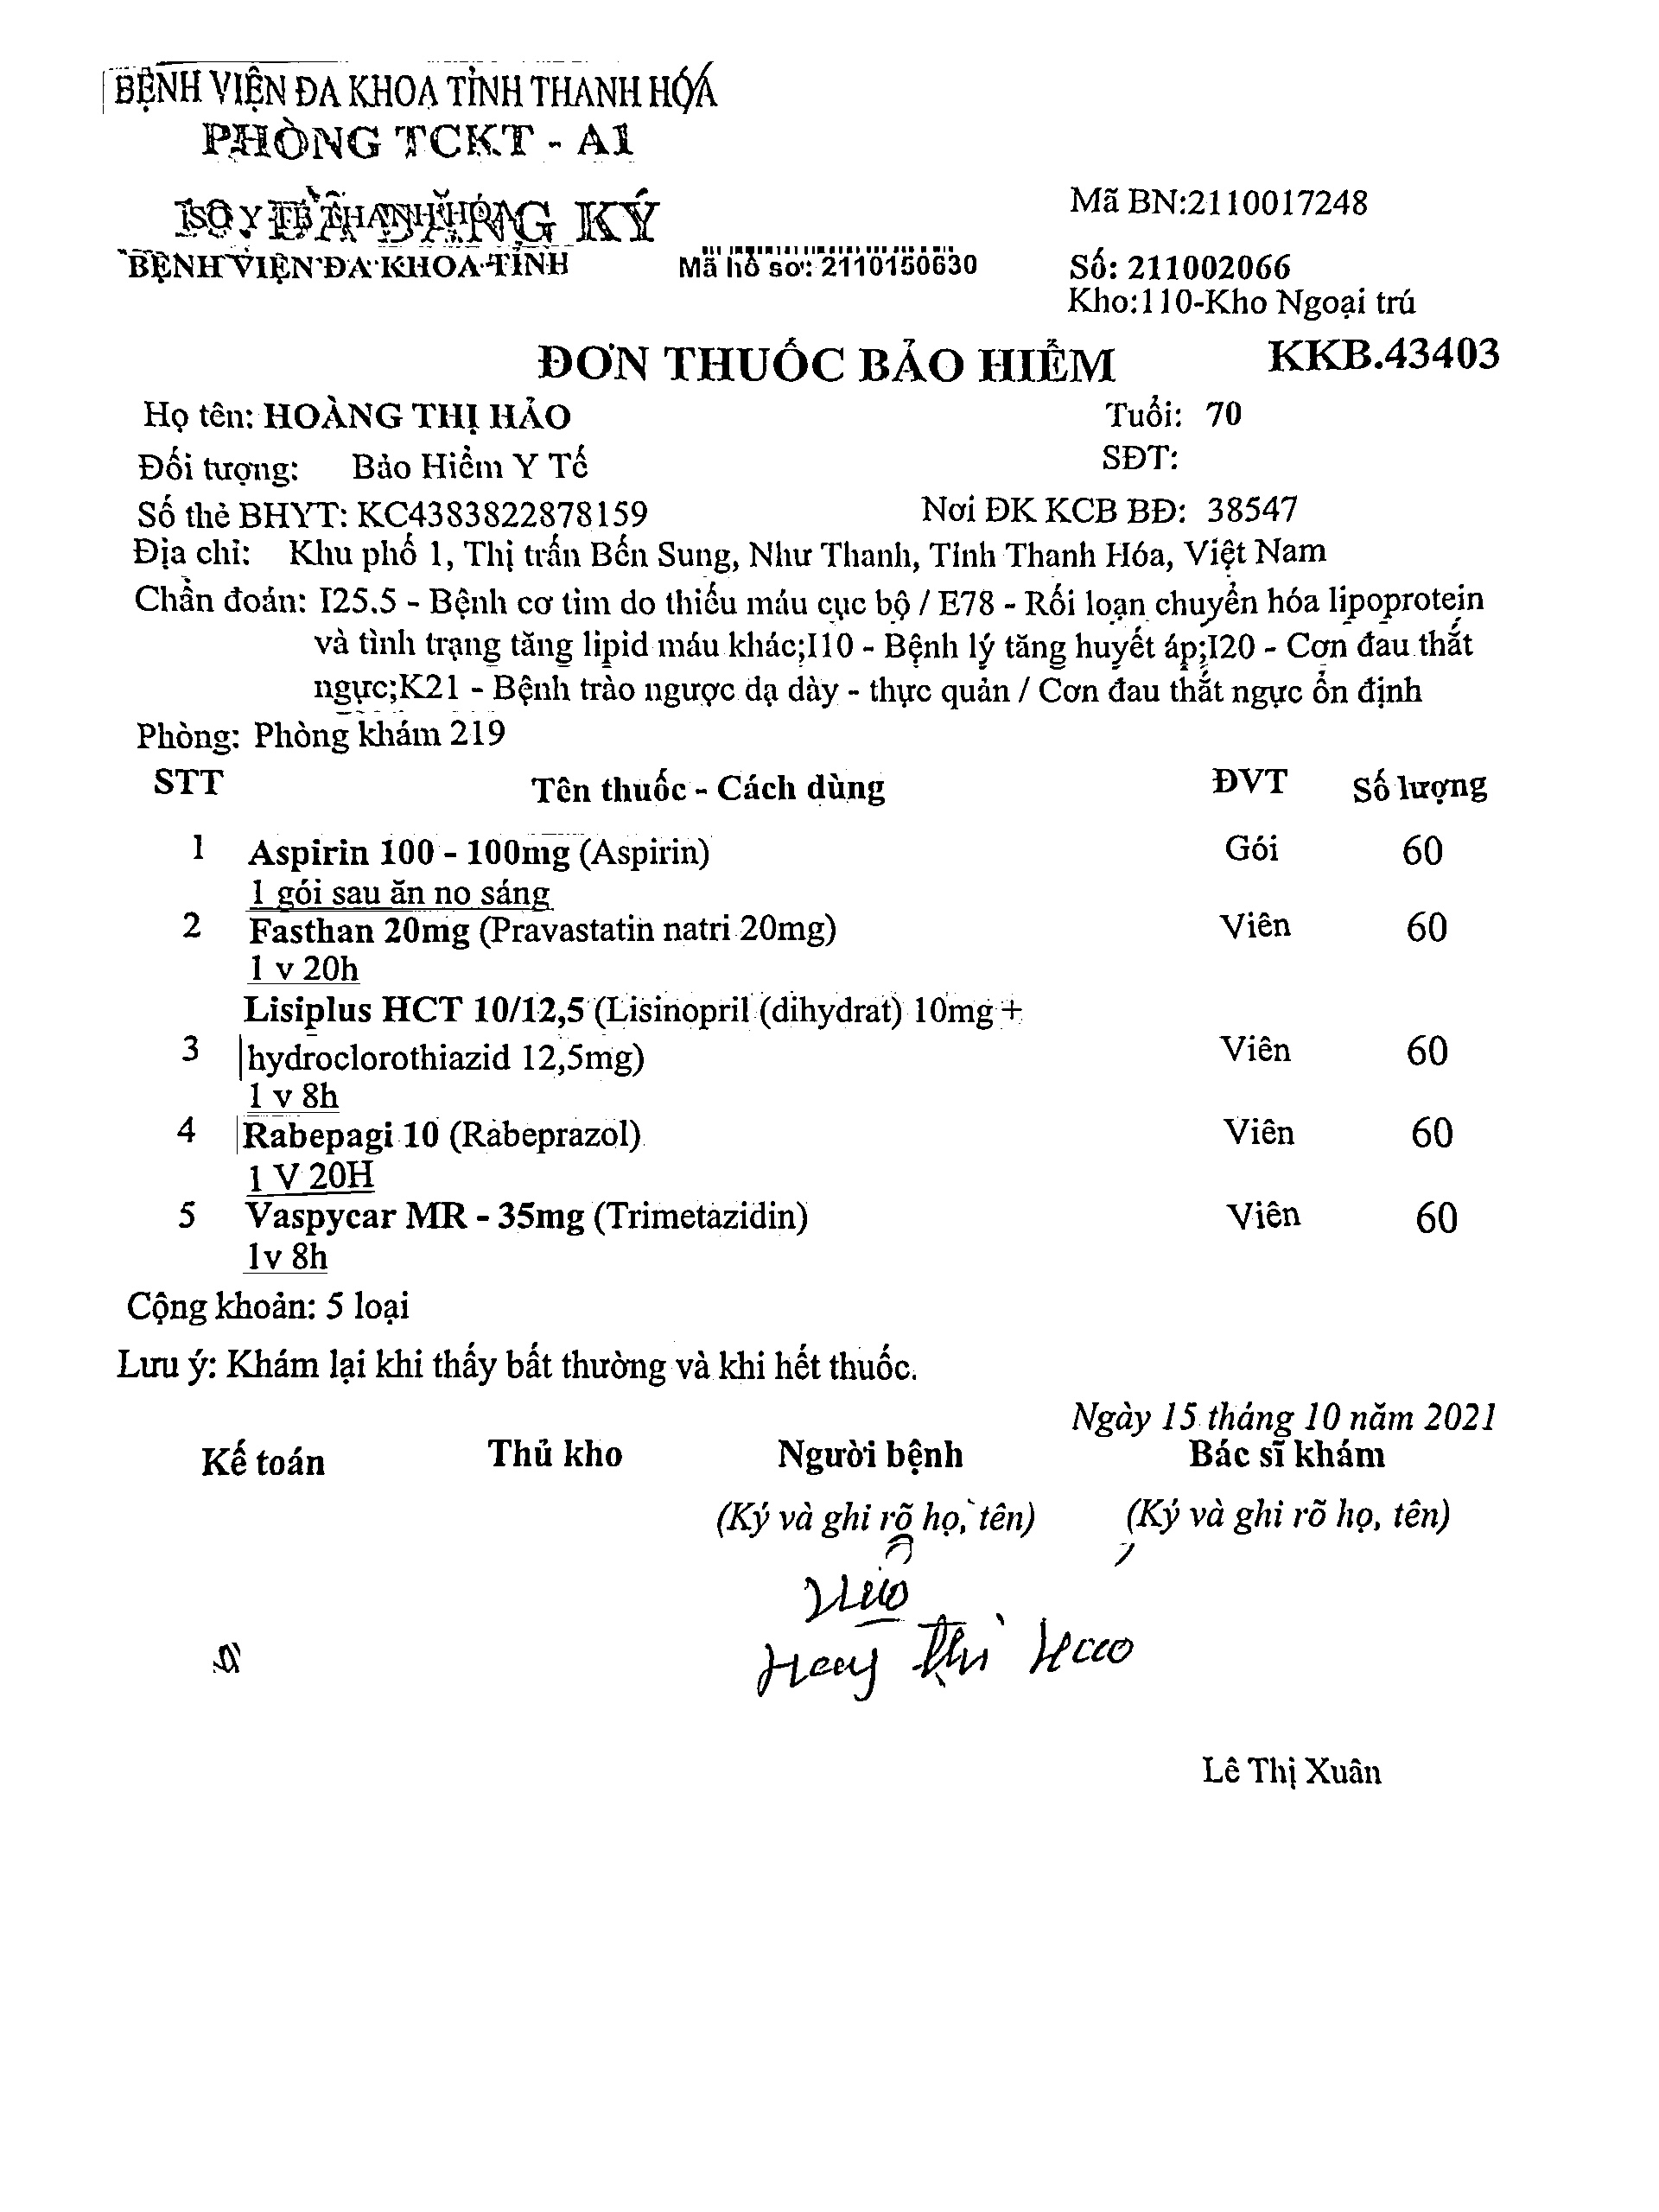 BỆNH VIỆN ĐA KHOA TỈNH THANH HÓA
PHÒNG TCKT - A1
SỞ Y TẾ THANH HÓA
ĐÃ ĐĂNG KÝ
BỆNH VIỆN ĐA KHOA TỈNH
Mã hồ sơ: 2110150630
Mã BN:2110017248
Số: 211002066
Kho:110-Kho Ngoại trú
ĐƠN THUỐC BẢO HIỂM
KKB.43403
Họ tên: HOÀNG THỊ HẢO Tuổi: 70
Đối tượng: Bảo Hiểm Y Tế SĐT:
Số thẻ BHYT: KC4383822878159 Nơi ĐK KCB BĐ: 38547
Địa chỉ: Khu phố 1, Thị trấn Bến Sung, Như Thanh, Tỉnh Thanh Hóa, Việt Nam
Chẩn đoán: I25.5 - Bệnh cơ tim do thiếu máu cục bộ / E78 - Rối loạn chuyển hóa lipoprotein
và tình trạng tăng lipid máu khác;I10 - Bệnh lý tăng huyết áp;I20 - Cơn đau thắt
ngực;K21 - Bệnh trào ngược dạ dày - thực quản / Cơn đau thắt ngực ổn định
Phòng: Phòng khám 219
STT Tên thuốc - Cách dùng ĐVT Số lượng
1 Aspirin 100 - 100mg (Aspirin) Gói 60
1 gói sau ăn no sáng
2 Fasthan 20mg (Pravastatin natri 20mg) Viên 60
1 v 20h
Lisiplus HCT 10/12,5 (Lisinopril (dihydrat) 10mg +
3 hydroclorothiazid 12,5mg) Viên 60
1 v 8h
4 Rabepagi 10 (Rabeprazol) Viên 60
1 V 20H
5 Vaspycar MR - 35mg (Trimetazidin) Viên 60
1v 8h
Cộng khoản: 5 loại
Lưu ý: Khám lại khi thấy bất thường và khi hết thuốc.
Ngày 15 tháng 10 năm 2021
Kế toán Thủ kho Người bệnh Bác sĩ khám
(Ký và ghi rõ họ, tên) (Ký và ghi rõ họ, tên)
Lê Thị Xuân